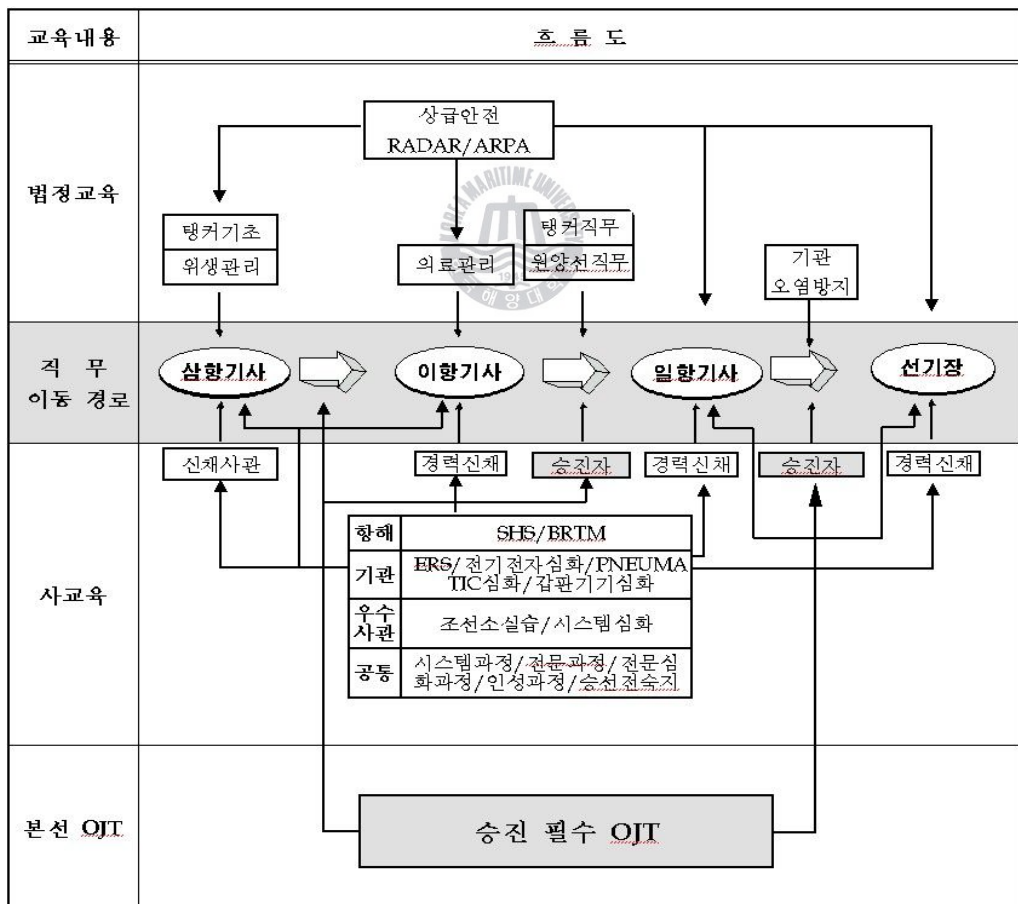 교육내용
흐 름 도
법정교육
상급안전
RADAR/ARPA
탱커기초
위생관리
의료관리
탱커직무
원양선직무
기관
오염방지
KOREA MARITIME UNIVERSITY
해양대
직 무
이동 경로
삼항기사
이항기사
일항기사
선기장
신채사관
경력신채
승진자
경력신채
승진자
경력신채
사교육
항해
SHS/BRTM
기관
ERS/전기전자심화/PNEUMA
TIC심화/갑판기기심화
우수
사관
조선소실습/시스템심화
공통
시스템과정/전문과정/전문심
화과정/인성과정/승선전숙지
본선 OJT
승진 필수 OJT